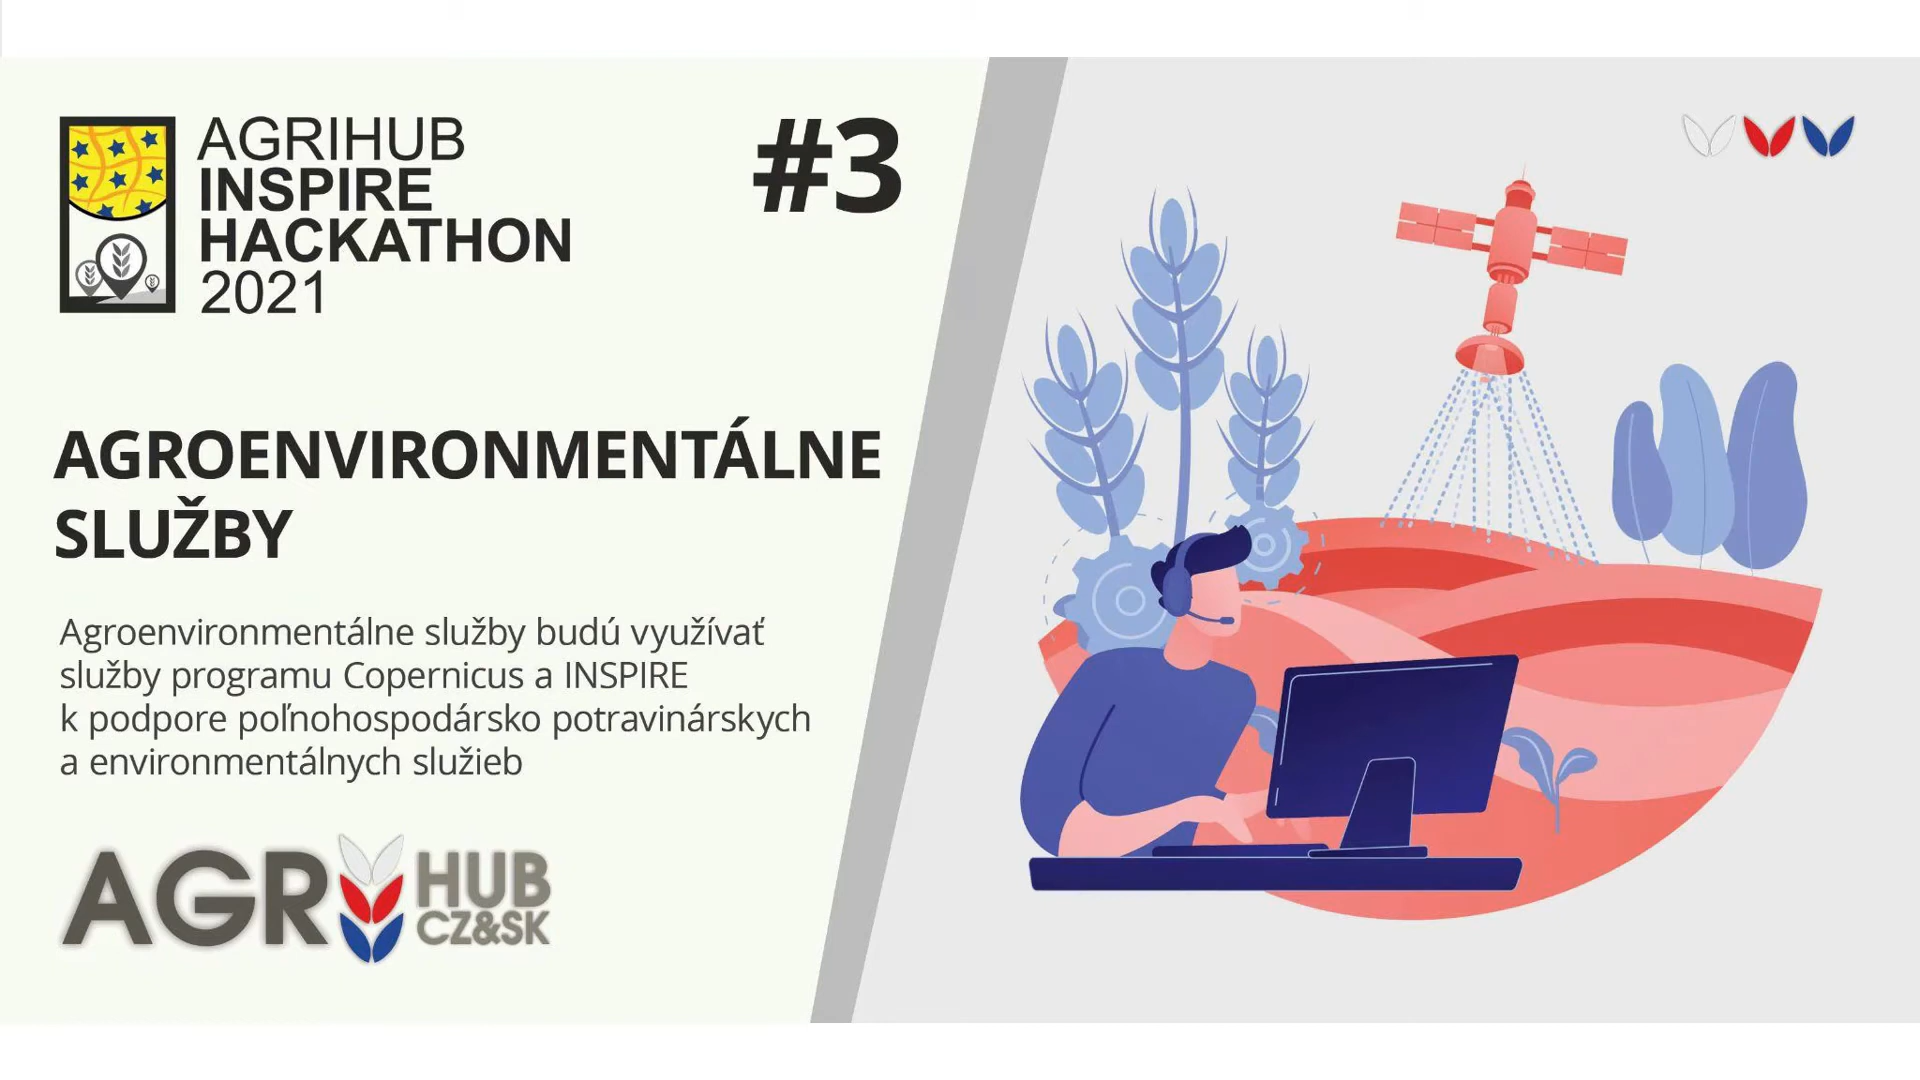 AGRIHUB
INSPIRE
HACKATHON
2021
#3
AGROENVIRONMENTÁLNE
SLUŽBY
Agroenvironmentálne služby budú využívať
služby programu Copernicus a INSPIRE
k podpore poľnohospodársko potravinárskych
a environmentálnych služieb
AGR HUB
CZ&SK